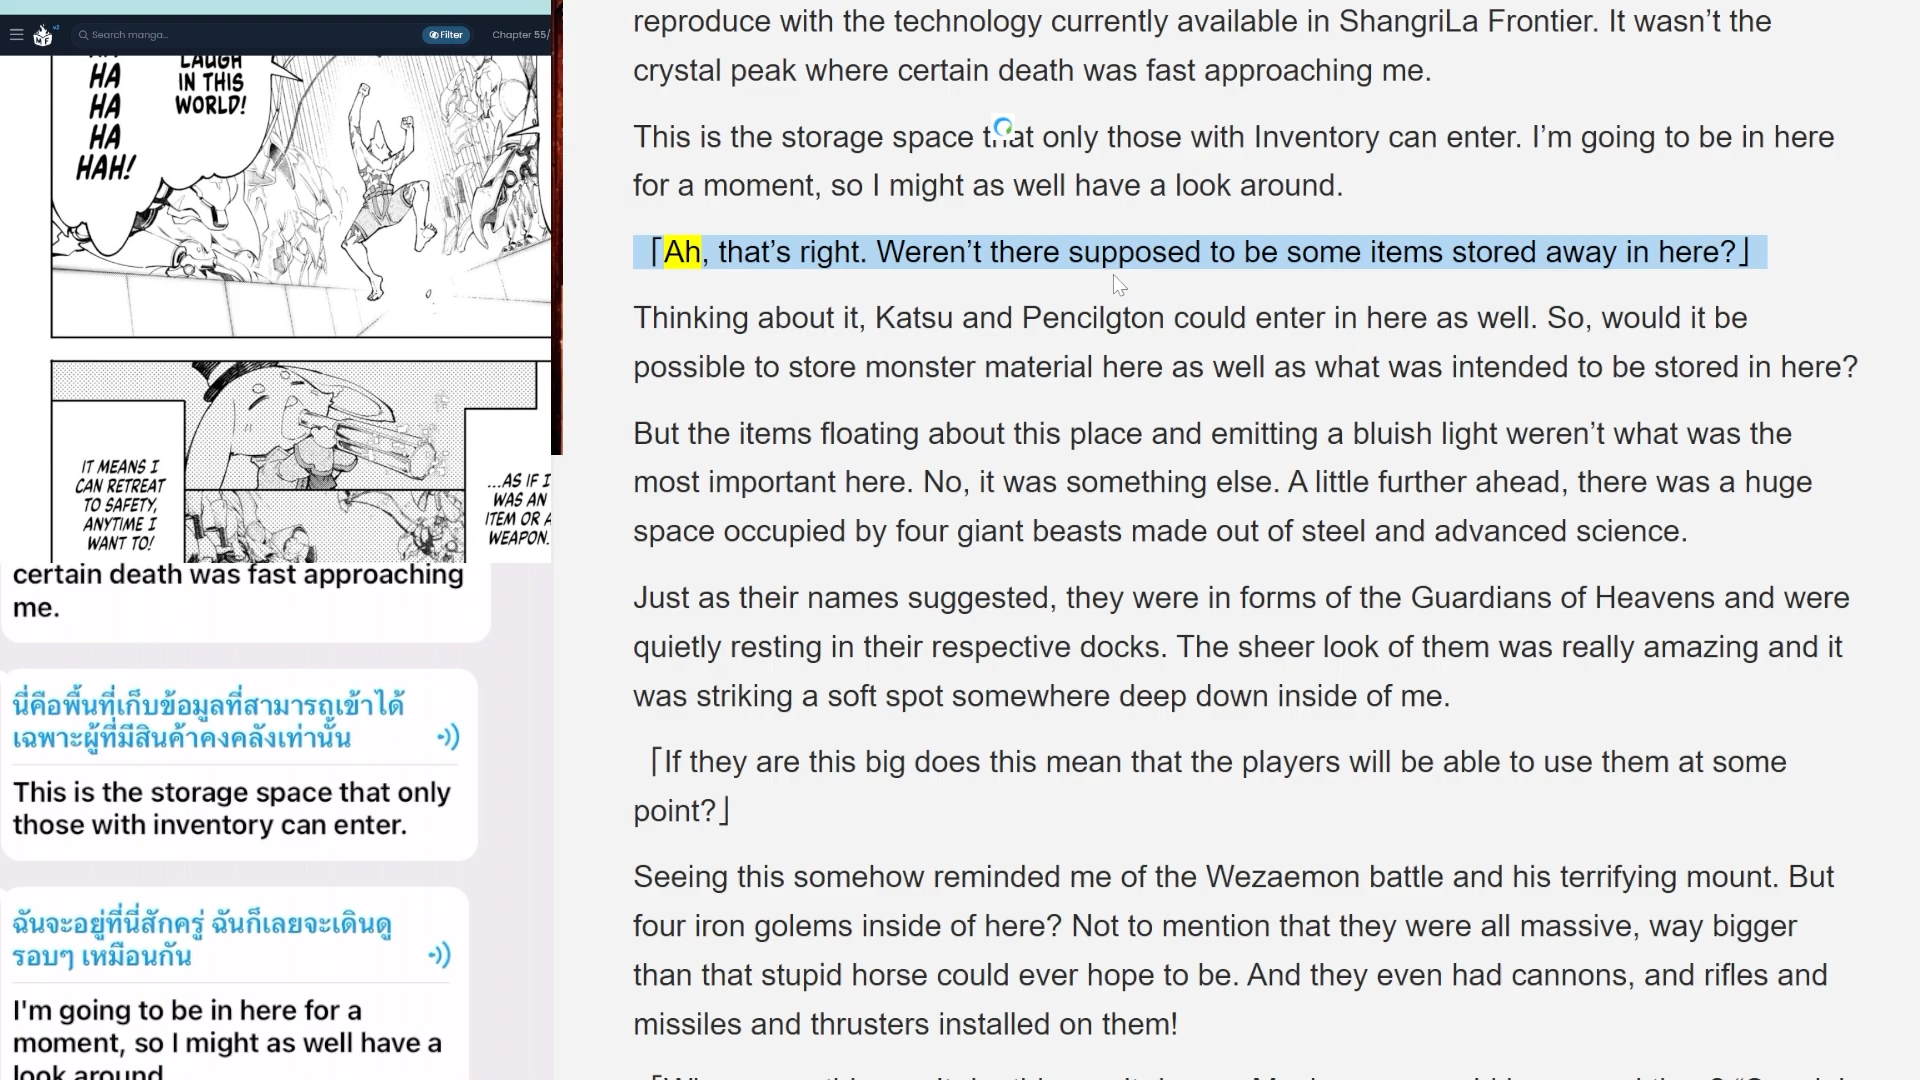 Search manga...
Filter
Chapter 55/
HA
HA
HA
HAH!
LAUGH
IN THIS
WORLD!
IT MEANS I
CAN RETREAT
TO SAFETY,
ANYTIME I
WANT TO!
...AS IF I
WAS AN
ITEM OR A
WEAPON.
certain death was fast approaching
me.
นี่คือพื้นที่เก็บข้อมูลที่สามารถเข้าได้
เฉพาะผู้ที่มีสินค้าคงคลังเท่านั้น
This is the storage space that only
those with inventory can enter.
ฉันจะอยู่ที่นี่สักครู่ ฉันก็เลยจะเดินดู
รอบๆ เหมือนกัน
I'm going to be in here for a
moment, so I might as well have a
look around.
reproduce with the technology currently available in ShangriLa Frontier. It wasn’t the
crystal peak where certain death was fast approaching me.
This is the storage space that only those with Inventory can enter. I’m going to be in here
for a moment, so I might as well have a look around.
⌈Ah, that’s right. Weren’t there supposed to be some items stored away in here?⌋
Thinking about it, Katsu and Pencilgton could enter in here as well. So, would it be
possible to store monster material here as well as what was intended to be stored in here?
But the items floating about this place and emitting a bluish light weren’t what was the
most important here. No, it was something else. A little further ahead, there was a huge
space occupied by four giant beasts made out of steel and advanced science.
Just as their names suggested, they were in forms of the Guardians of Heavens and were
quietly resting in their respective docks. The sheer look of them was really amazing and it
was striking a soft spot somewhere deep down inside of me.
⌈If they are this big does this mean that the players will be able to use them at some
point?⌋
Seeing this somehow reminded me of the Wezaemon battle and his terrifying mount. But
four iron golems inside of here? Not to mention that they were all massive, way bigger
than that stupid horse could ever hope to be. And they even had cannons, and rifles and
missiles and thrusters installed on them!